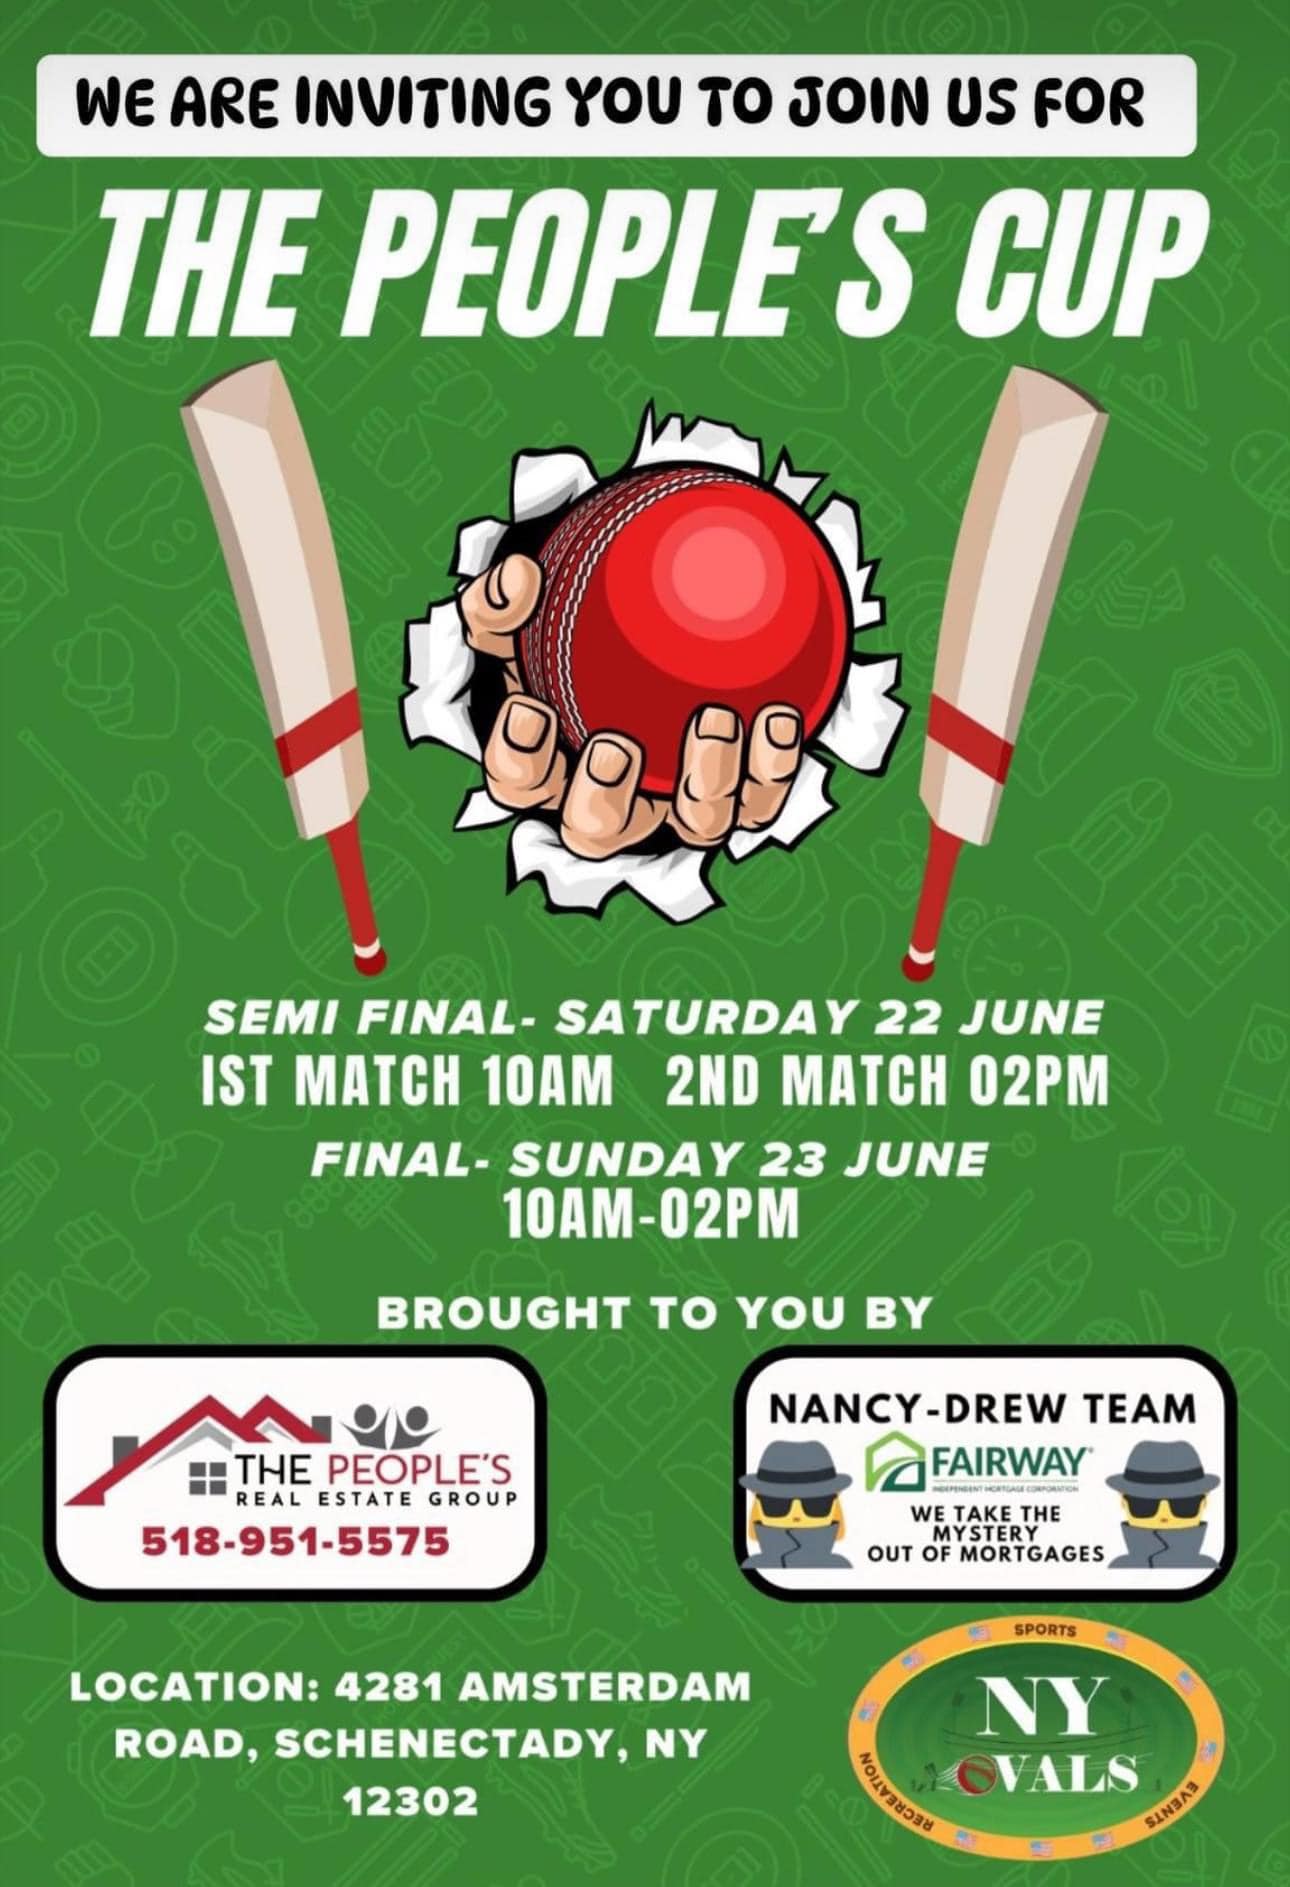 WE ARE INVITING YOU TO JOIN US FOR
THE PEOPLE'S CUP
SEMI FINAL- SATURDAY 22 JUNE
IST MATCH 10AM 2ND MATCH 02PM
FINAL- SUNDAY 23 JUNE
10AM-02PM
BROUGHT TO YOU BY
THE PEOPLE'S
REAL ESTATE GROUP
518-951-5575
NANCY-DREW TEAM
FAIRWAY
INDEPENDENT MORTGAGE CORPORATION
WE TAKE THE
MYSTERY
OUT OF MORTGAGES
LOCATION: 4281 AMSTERDAM
ROAD, SCHENECTADY, NY
12302
SPORTS
NY
OVALS
RECREATION
EVENTS